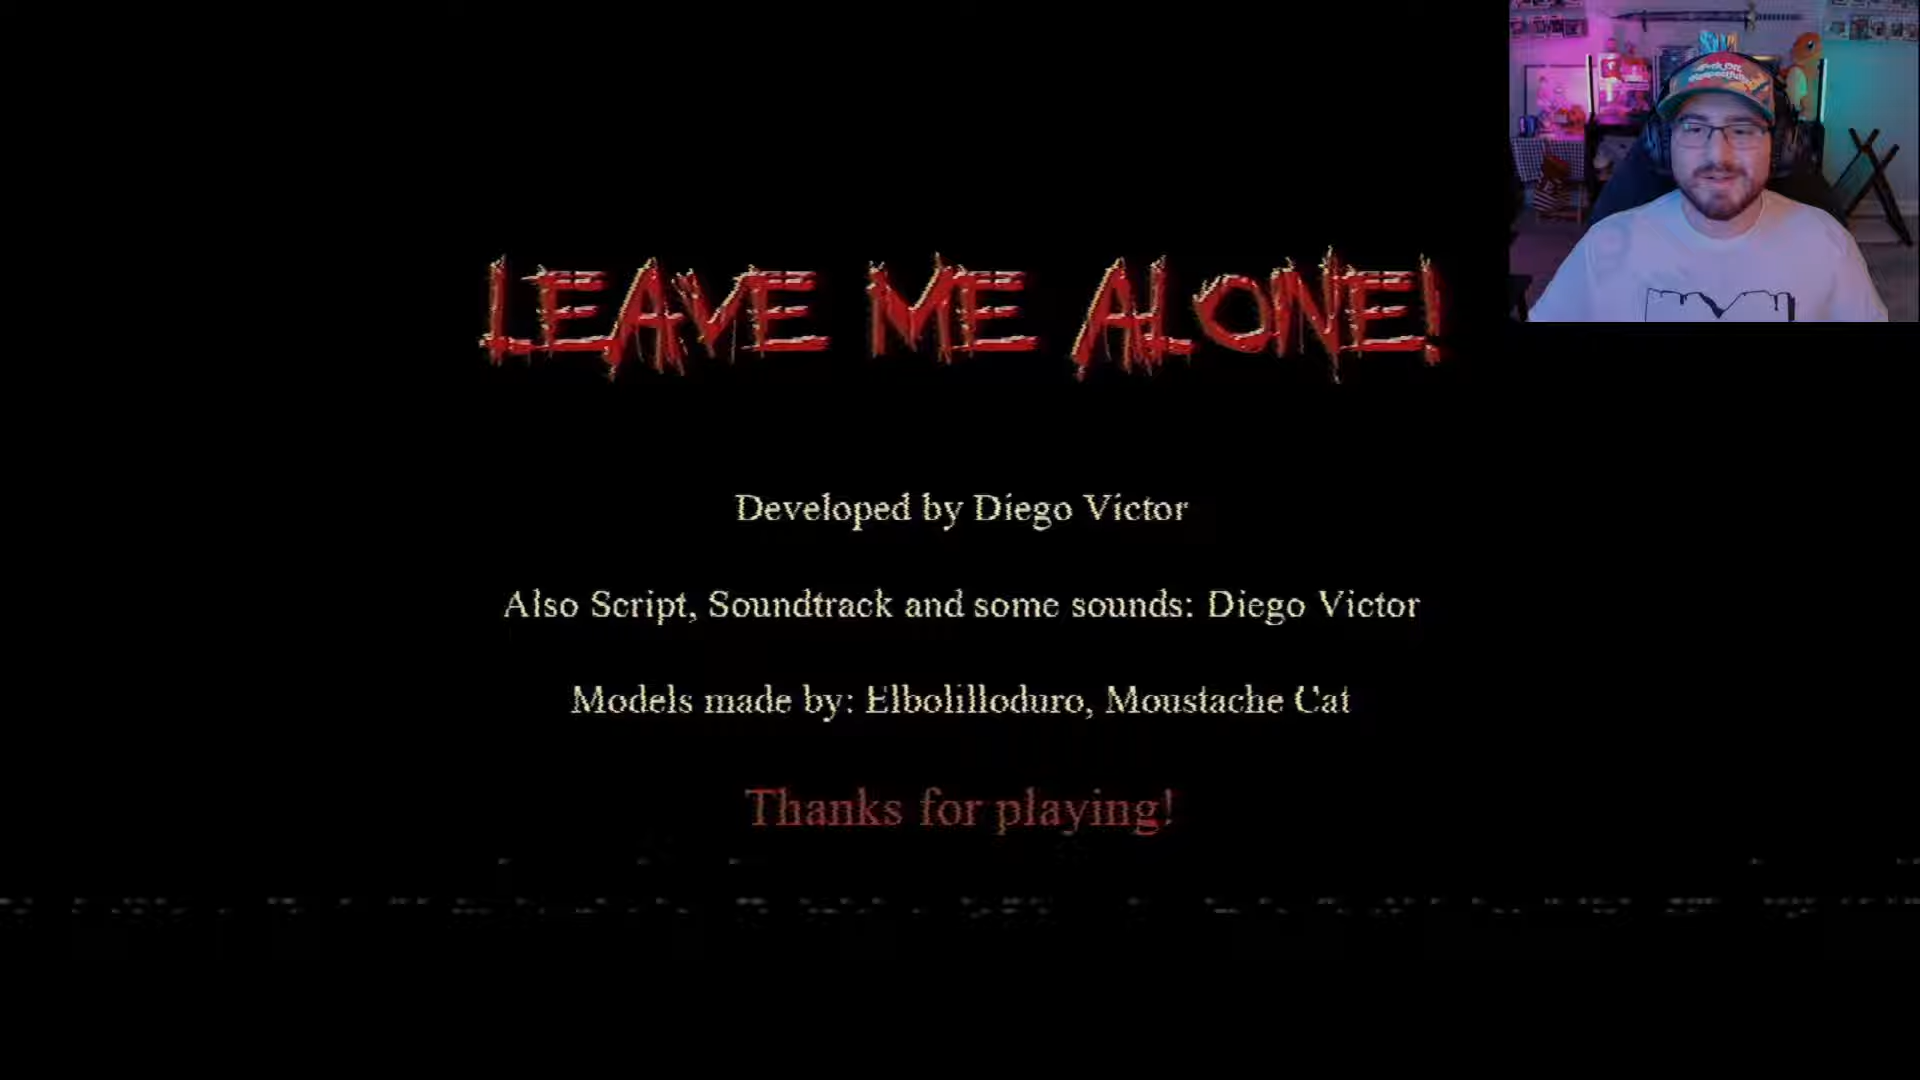 LEAVE ME ALONE!
Developed by Diego Victor
Also Script, Soundtrack and some sounds: Diego Victor
Models made by: Elbolilloduro, Moustache Cat
Thanks for playing!